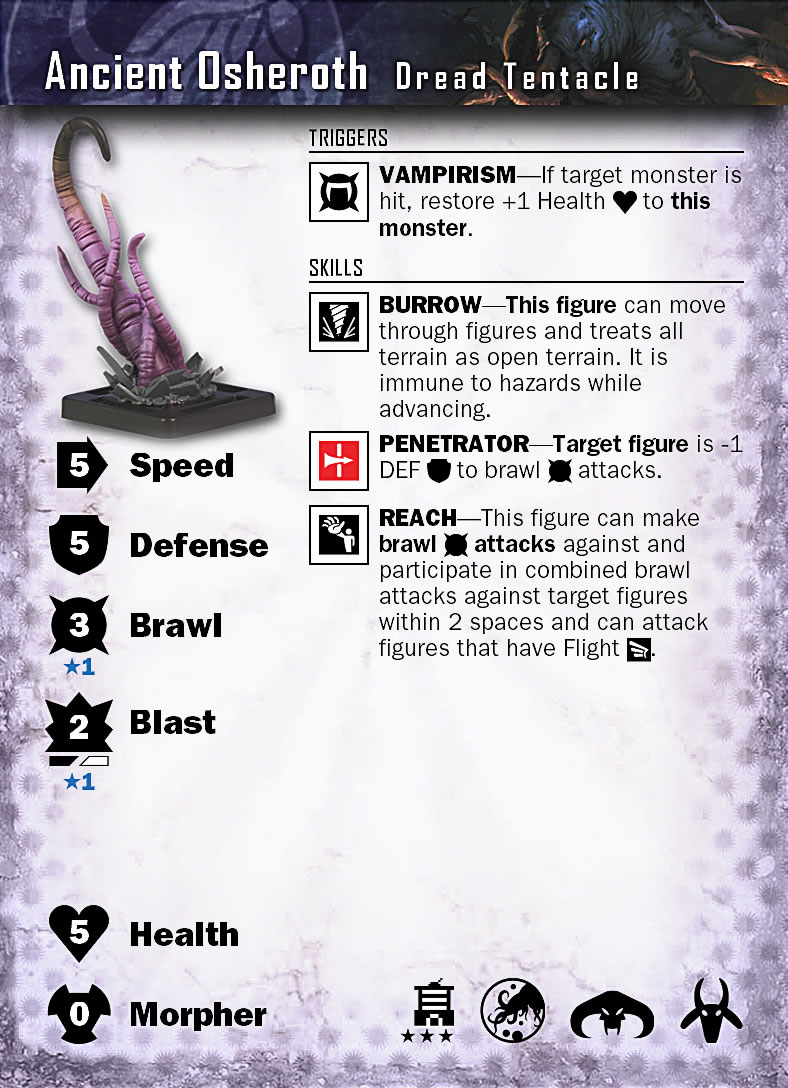 Ancient Osheroth Dread Tentacle
TRIGGERS
VAMPIRISM—If target monster is
hit, restore +1 Health to this
monster.
SKILLS
BURROW—This figure can move
through figures and treats all
terrain as open terrain. It is
immune to hazards while
advancing.
PENETRATOR—Target figure is -1
DEF to brawl attacks.
REACH—This figure can make
brawl attacks against and
participate in combined brawl
attacks against target figures
within 2 spaces and can attack
figures that have Flight .
5 Speed
5 Defense
3 Brawl
★1
2 Blast
★1
5 Health
0 Morpher
★★★